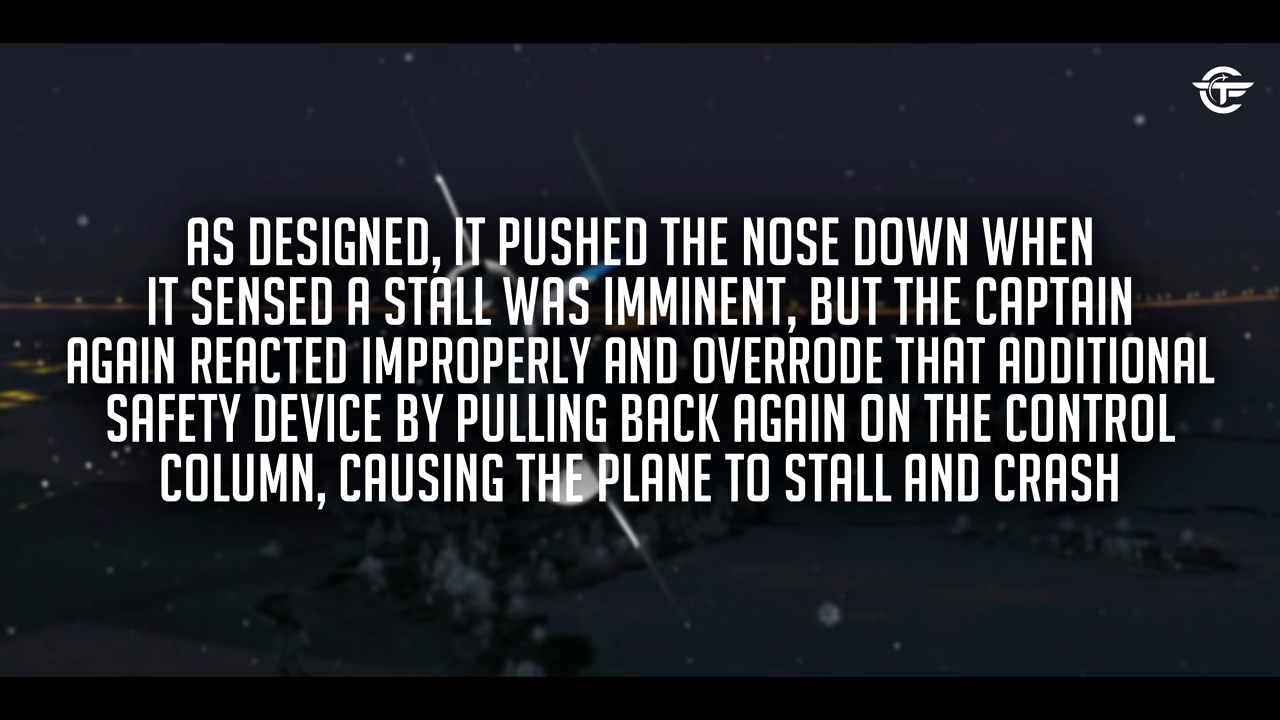 AS DESIGNED, IT PUSHED THE NOSE DOWN WHEN
IT SENSED A STALL WAS IMMINENT, BUT THE CAPTAIN
AGAIN REACTED IMPROPERLY AND OVERRODE THAT ADDITIONAL
SAFETY DEVICE BY PULLING BACK AGAIN ON THE CONTROL
COLUMN, CAUSING THE PLANE TO STALL AND CRASH